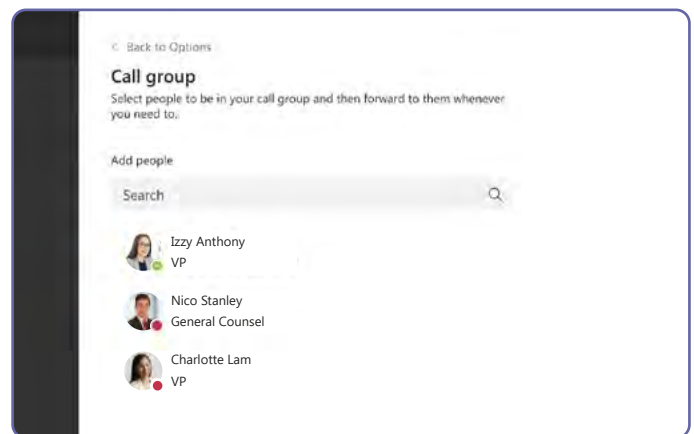 Back to Options
Call group
Select people to be in your call group and then forward to them whenever
you need to.
Add people
Search
Izzy Anthony
VP
Nico Stanley
General Counsel
Charlotte Lam
VP